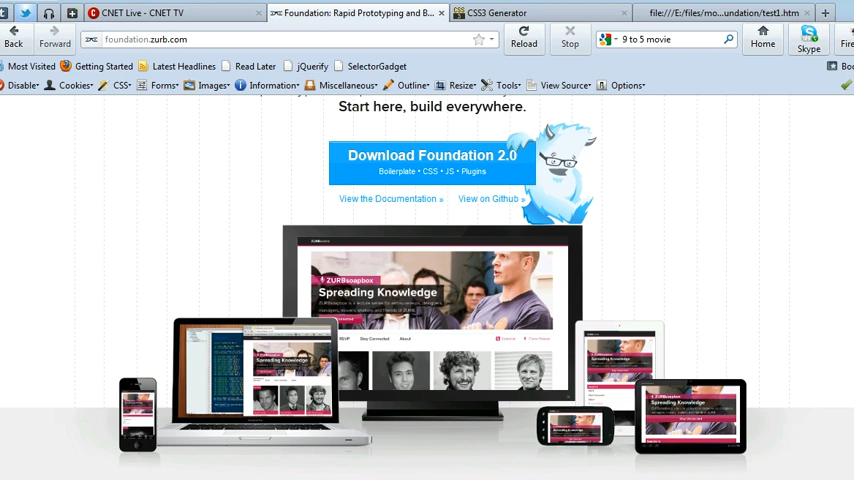 CNET Live - CNET TV
Foundation: Rapid Prototyping and B...
CSS3 Generator
file:///E:/files/mo...undation/test1.htm
Back
Forward
foundation.zurb.com
Reload
Stop
9 to 5 movie
Home
Skype
Fire
Most Visited
Getting Started
Latest Headlines
Read Later
jQuerify
SelectorGadget
Boo
Disable
Cookies
CSS
Forms
Images
Information
Miscellaneous
Outline
Resize
Tools
View Source
Options
Start here, build everywhere.
Download Foundation 2.0
Boilerplate • CSS • JS • Plugins
View the Documentation »
View on Github »
ZURBsoapbox
Spreading Knowledge
RSVP
Stay Connected
About
Spreading Knowledge
Spreading Knowledge
Spreading Knowledge